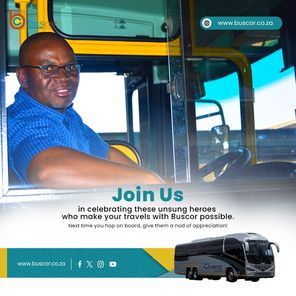 buscor
www.buscor.co.za
Join Us
in celebrating these unsung heroes
who make your travels with Buscor possible.
Next time you hop on board, give them a nod of appreciation!
www.buscor.co.za